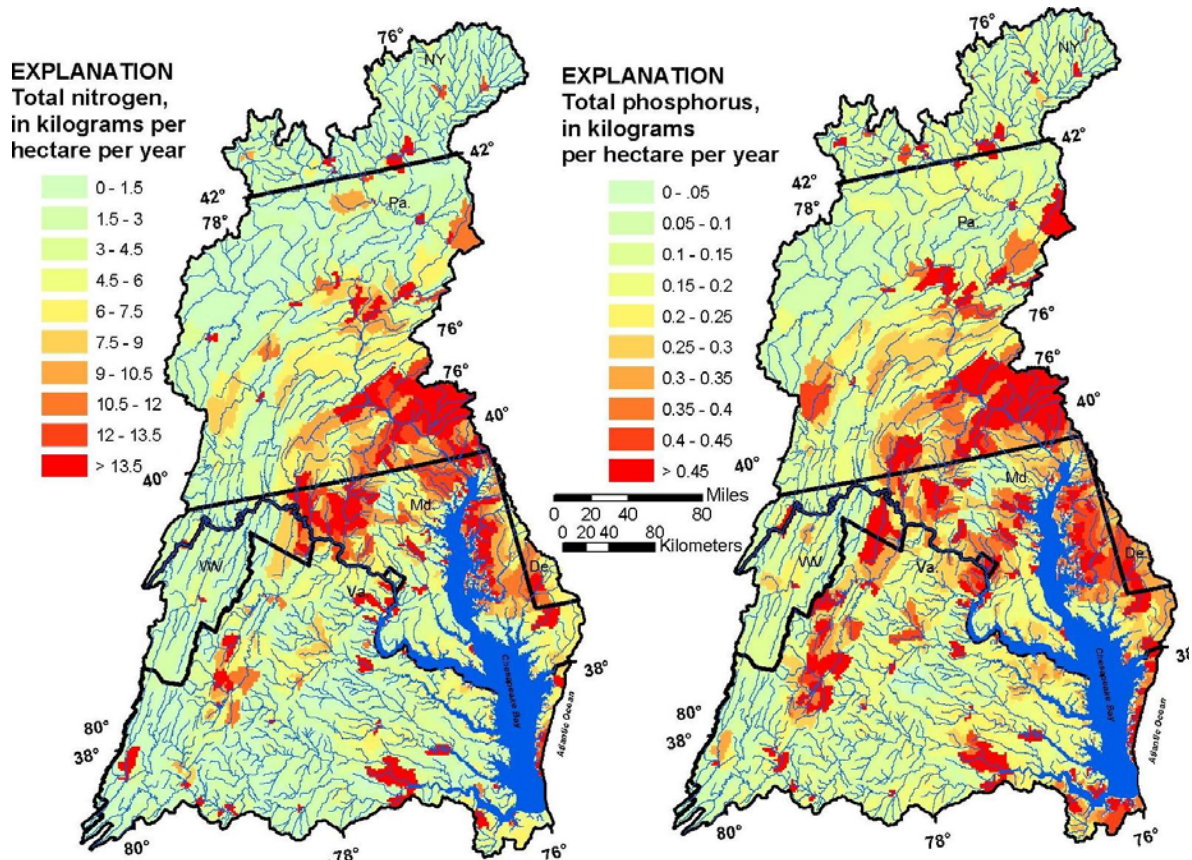 EXPLANATION
Total nitrogen,
in kilograms per
hectare per year
0 - 1.5
1.5 - 3
3 - 4.5
4.5 - 6
6 - 7.5
7.5 - 9
9 - 10.5
10.5 - 12
12 - 13.5
> 13.5
76°
NY
42°
42°
78°
Pa.
76°
76°
40°
40°
Md.
WV
Va.
De.
Chesapeake Bay
Atlantic Ocean
38°
80°
38°
80°
78°
76°
EXPLANATION
Total phosphorus,
in kilograms
per hectare per year
0 - .05
0.05 - 0.1
0.1 - 0.15
0.15 - 0.2
0.2 - 0.25
0.25 - 0.3
0.3 - 0.35
0.35 - 0.4
0.4 - 0.45
> 0.45
0 20 40 80
Miles
0 20 40 80
Kilometers
76°
NY
42°
42°
78°
Pa.
76°
76°
40°
40°
Md.
WV
Va.
De.
Chesapeake Bay
Atlantic Ocean
38°
80°
38°
80°
78°
76°